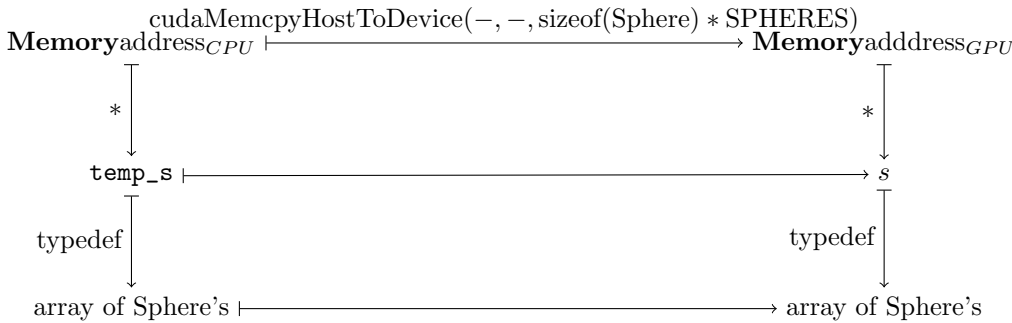 cudaMemcpyHostToDevice(−, −, sizeof(Sphere) ∗ SPHERES)
Memoryaddress_CPU Memoryadddress_GPU
∗ ∗
temp_s s
typedef typedef
array of Sphere's array of Sphere's